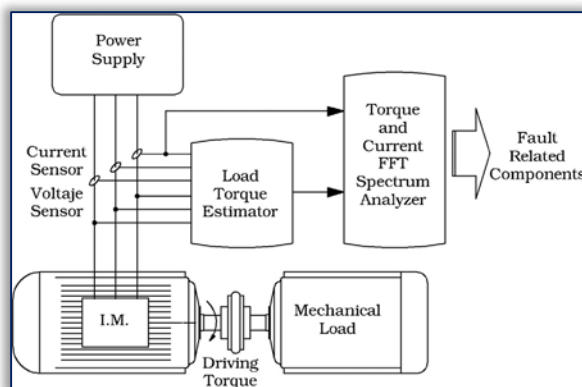 Power
Supply
Current
Sensor
Voltaje
Sensor
Load
Torque
Estimator
Torque
and
Current
FFT
Spectrum
Analyzer
Fault
Related
Components
I.M.
Driving
Torque
Mechanical
Load